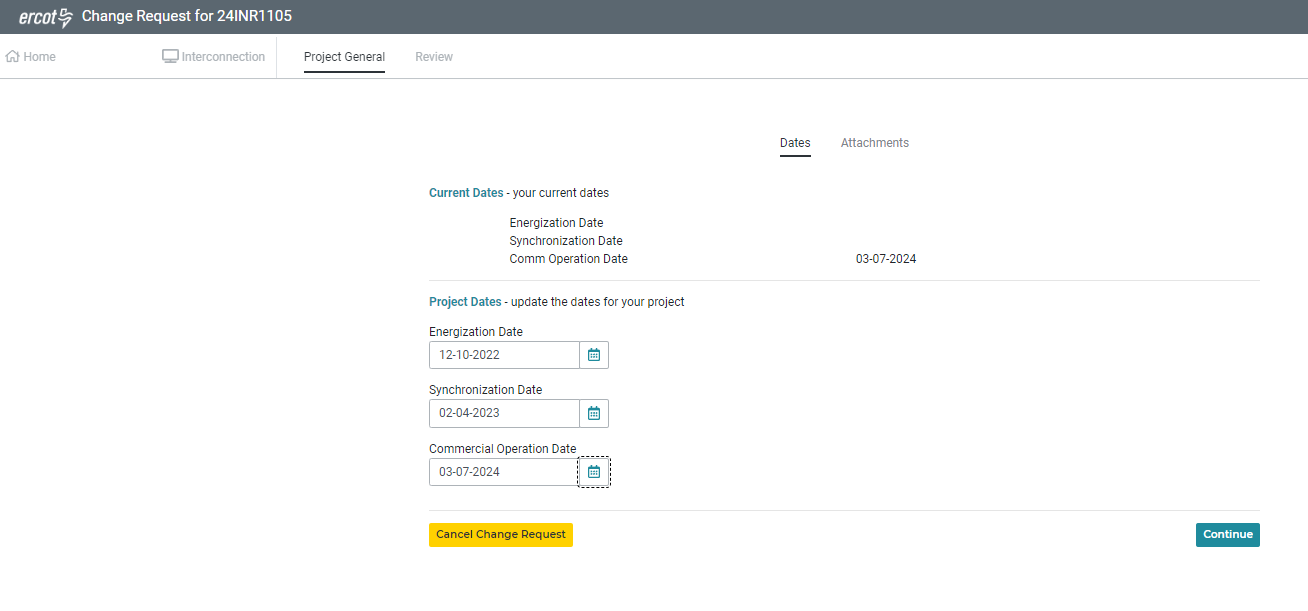 ercot Change Request for 24INR1105
Home Interconnection Project General Review
Dates Attachments
Current Dates - your current dates
Energization Date
Synchronization Date
Comm Operation Date 03-07-2024
Project Dates - update the dates for your project
Energization Date
12-10-2022
Synchronization Date
02-04-2023
Commercial Operation Date
03-07-2024
Cancel Change Request Continue